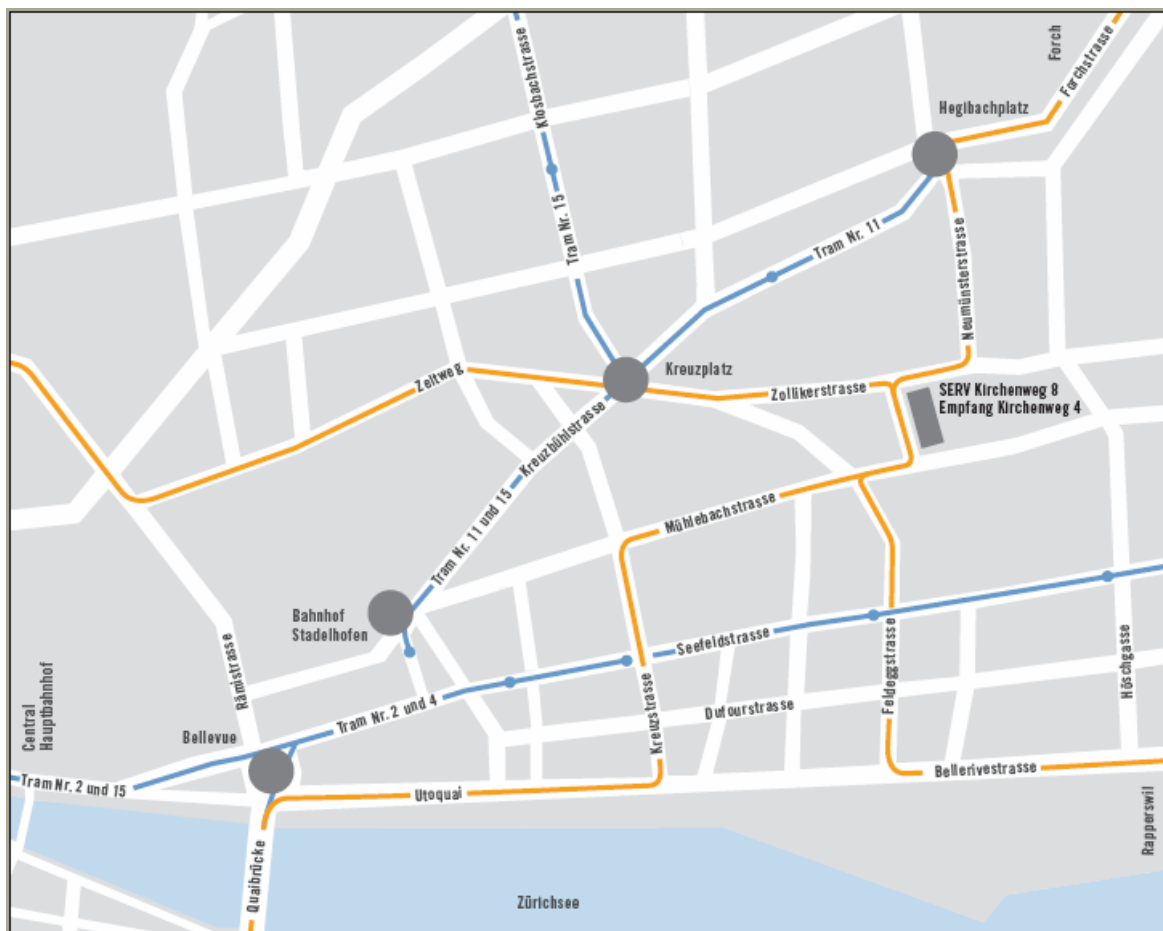 Klosbachstrasse
Forch
Forchstrasse
Hegibachplatz
Tram Nr. 15
Tram Nr. 11
Neumünsterstrasse
Zeltweg
Kreuzplatz
Zollikerstrasse
SERV Kirchenweg 8
Empfang Kirchenweg 4
Kreuzbühlstrasse
Mühlebachstrasse
Tram Nr. 11 und 15
Bahnhof
Stadelhofen
Rämistrasse
Seefeldstrasse
Feldeggstrasse
Höschgasse
Central
Hauptbahnhof
Bellevue
Tram Nr. 2 und 4
Kreuzstrasse
Dufourstrasse
Bellerivestrasse
Tram Nr. 2 und 15
Utoquai
Rapperswil
Quaibrücke
Zürichsee